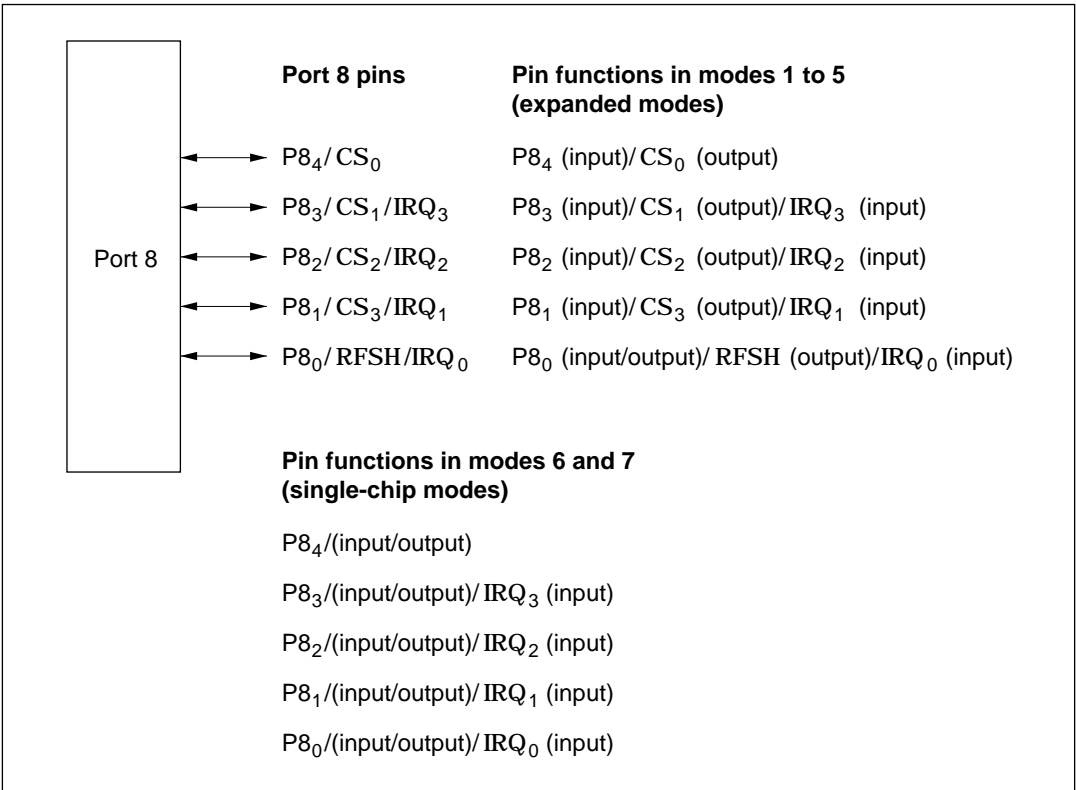 Port 8 pins Pin functions in modes 1 to 5
(expanded modes)
P8₄/CS₀ P8₄ (input)/CS₀ (output)
P8₃/CS₁/IRQ₃ P8₃ (input)/CS₁ (output)/IRQ₃ (input)
Port 8 P8₂/CS₂/IRQ₂ P8₂ (input)/CS₂ (output)/IRQ₂ (input)
P8₁/CS₃/IRQ₁ P8₁ (input)/CS₃ (output)/IRQ₁ (input)
P8₀/RFSH/IRQ₀ P8₀ (input/output)/RFSH (output)/IRQ₀ (input)
Pin functions in modes 6 and 7
(single-chip modes)
P8₄/(input/output)
P8₃/(input/output)/IRQ₃ (input)
P8₂/(input/output)/IRQ₂ (input)
P8₁/(input/output)/IRQ₁ (input)
P8₀/(input/output)/IRQ₀ (input)